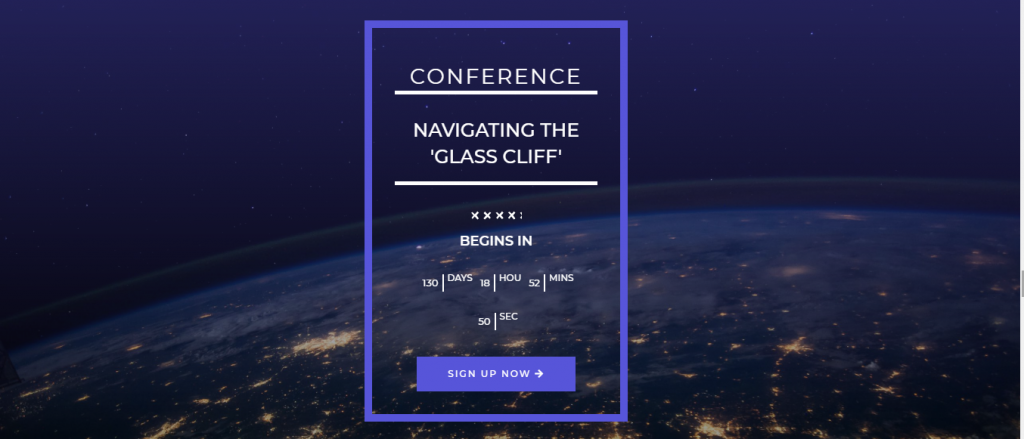 CONFERENCE
NAVIGATING THE
'GLASS CLIFF'
BEGINS IN
130 DAYS 18 HOU 52 MINS
50 SEC
SIGN UP NOW